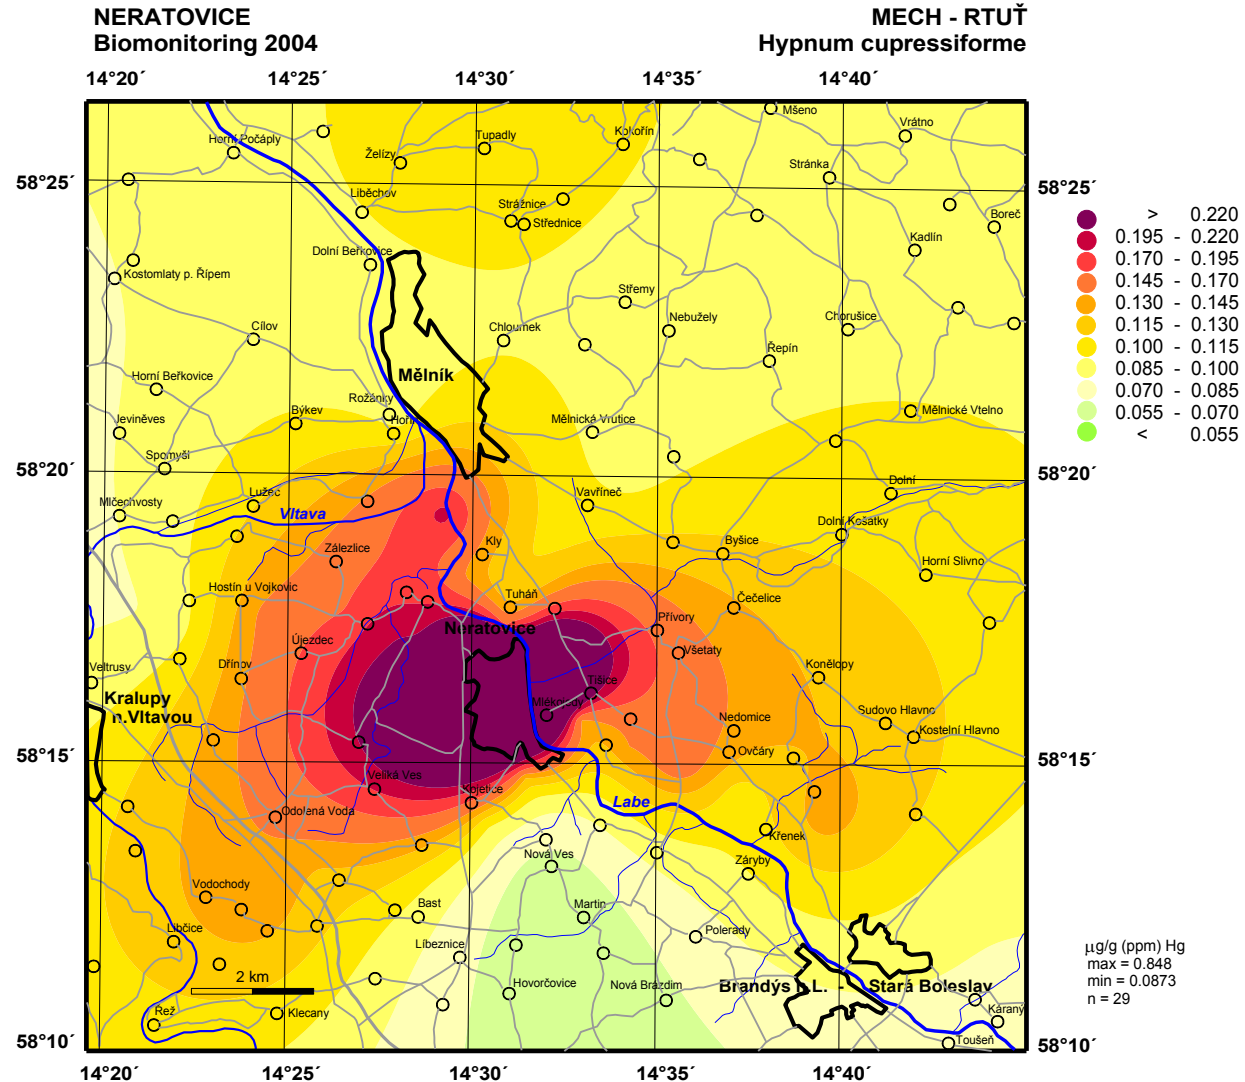 NERATOVICE
Biomonitoring 2004
MECH - RTUŤ
Hypnum cupressiforme
14°20´ 14°25´ 14°30´ 14°35´ 14°40´
Mšeno
Vrátno
Horní Počáply
Tupadly
Kokořín
Želízy
Stránka
58°25´
58°25´
Liběchov
Strážnice
Střednice
Boreč
Kadlín
Dolní Beřkovice
Kostomlaty p. Řípem
Střemy
Nebužely
Chorušice
Cílov
Chloumek
Řepín
Mělník
Horní Beřkovice
Rožánky
Býkev
Hoří
Jeviněves
Mělnická Vrutice
Mělnické Vtelno
Spomyšl
58°20´
58°20´
Lužec
Vavříneč
Dolní
Mlčechvosty
Vltava
Dolní Košátky
Zálezlice
Kly
Byšice
Horní Slivno
Hostín u Vojkovic
Tuháň
Čečelice
Přívory
Neratovice
Újezdec
Všetaty
Veltrusy
Dřínov
Konělopy
Tišice
Kralupy
n.Vltavou
Mlékojedy
Sudovo Hlavno
Nedomice
Kostelní Hlavno
Ovčáry
58°15´
58°15´
Veliká Ves
Kojetice
Labe
Odolena Voda
Křenek
Nová Ves
Záryby
Vodochody
Bast
Martin
Libčice
Líbeznice
Polerady
2 km
Hovorčovice
Nová Brázdim
Brandýs n.L. - Stará Boleslav
Řež
Klecany
Káraný
Toušeň
58°10´
58°10´
14°20´ 14°25´ 14°30´ 14°35´ 14°40´
> 0.220
0.195 - 0.220
0.170 - 0.195
0.145 - 0.170
0.130 - 0.145
0.115 - 0.130
0.100 - 0.115
0.085 - 0.100
0.070 - 0.085
0.055 - 0.070
< 0.055
µg/g (ppm) Hg
max = 0.848
min = 0.0873
n = 29